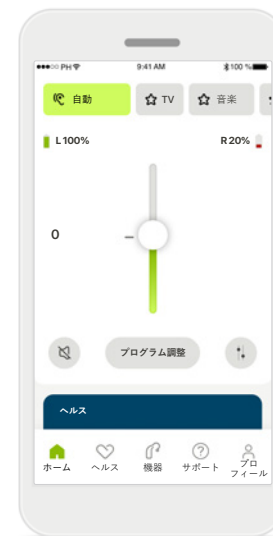 PH
9:41 AM
100 %
自動
TV
音楽
L 100%
R 20%
0
プログラム調整
ヘルス
ホーム
ヘルス
機器
サポート
プロ
フィール